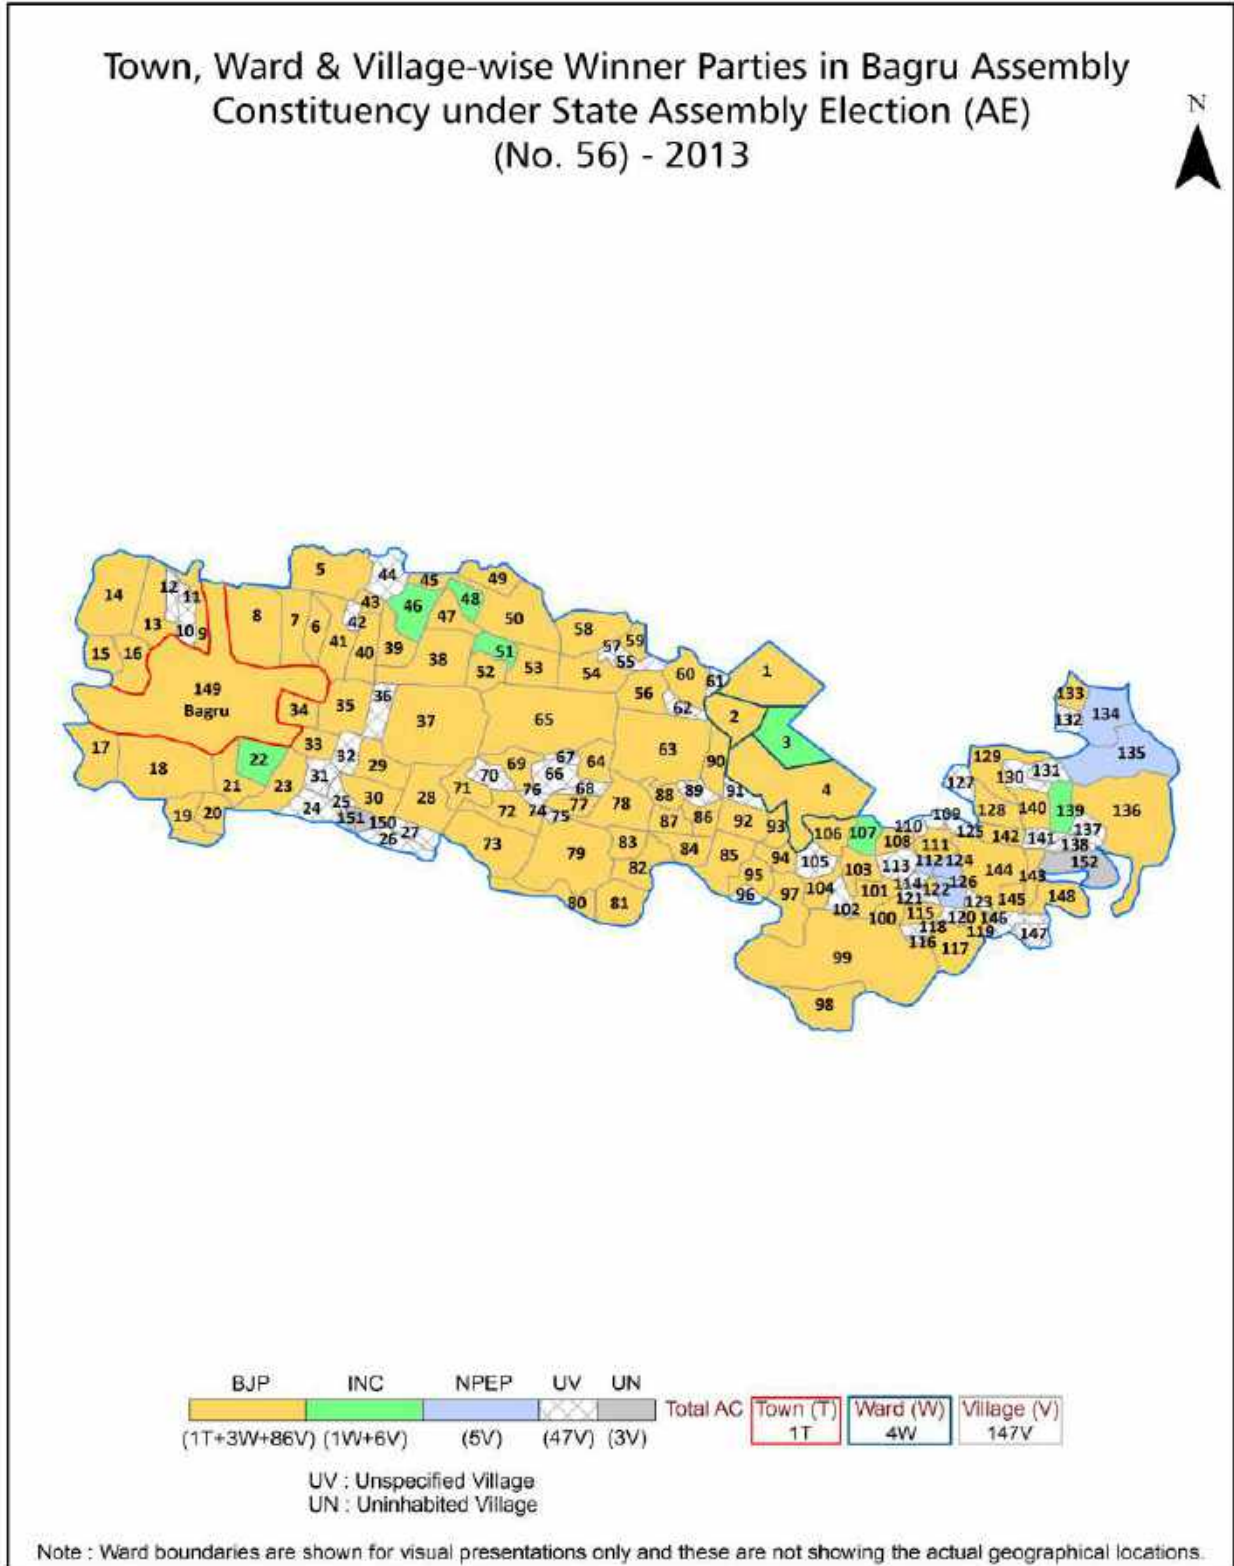 Town, Ward & Village-wise Winner Parties in Bagru Assembly
Constituency under State Assembly Election (AE)
(No. 56) - 2013
N
5 44 45 49
14 12 11 43 46 48
13 10 9 8 7 6 42 47 50
15 16 41 40 39 38 51 52 53 58 57 59 55
149 Bagru 34 35 36 37 65 54 56 60 61 62 1
2 3
133 134 132 135
17 18 22 33 32 29 31 63 90 4
21 23 24 25 30 28 71 70 69 67 66 64 68 88 89 91
19 20 151 150 26 27 72 76 74 75 77 78 87 86 92 93
73 79 83 82 84 85 94 95 96 97
80 81
129 130 131 127 128 140 139 136
106 107 108 110 109 111 125 142 141 137 138 152
105 103 113 112 124 144 143
104 101 114 122 126 121 123 145 148
102 100 115 118 120 146 119 147
116 117
99
98
BJP INC NPEP UV UN
Total AC Town (T) Ward (W) Village (V)
1T 4W 147V
(1T+3W+86V) (1W+6V) (5V) (47V) (3V)
UV : Unspecified Village
UN : Uninhabited Village
Note : Ward boundaries are shown for visual presentations only and these are not showing the actual geographical locations.